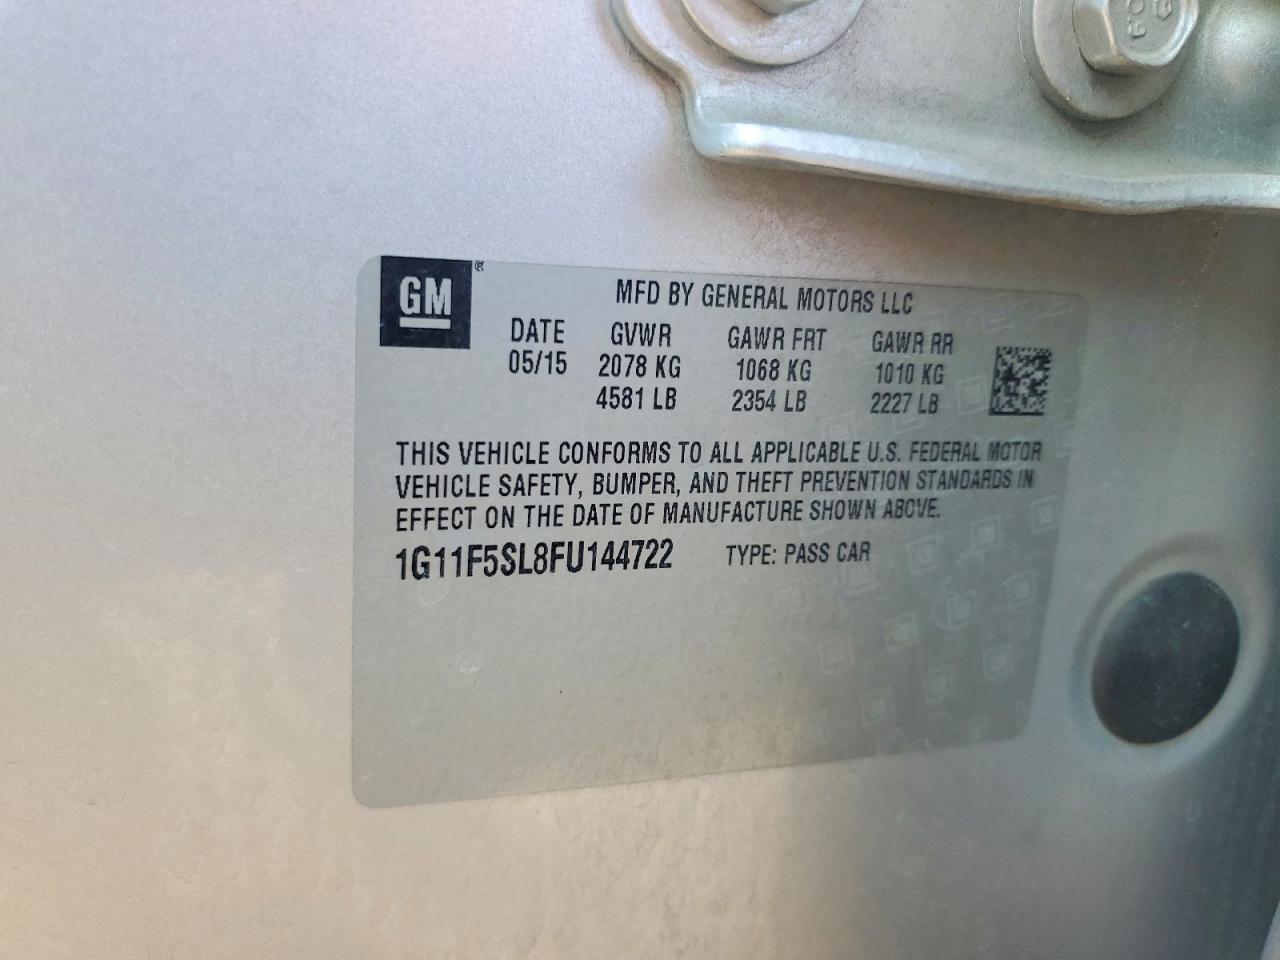 GM ®
MFD BY GENERAL MOTORS LLC
DATE GVWR GAWR FRT GAWR RR
05/15 2078 KG 1068 KG 1010 KG
4581 LB 2354 LB 2227 LB
THIS VEHICLE CONFORMS TO ALL APPLICABLE U.S. FEDERAL MOTOR
VEHICLE SAFETY, BUMPER, AND THEFT PREVENTION STANDARDS IN
EFFECT ON THE DATE OF MANUFACTURE SHOWN ABOVE.
1G11F5SL8FU144722 TYPE: PASS CAR